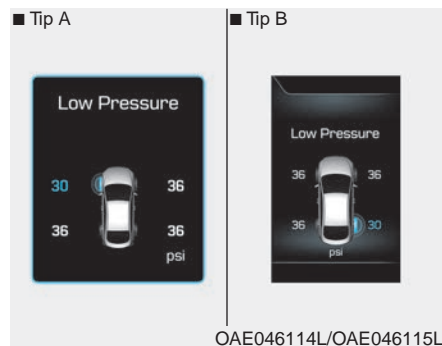 ■ Tip A
Low Pressure
30 36
36 36
psi
■ Tip B
Low Pressure
36 36
36 30
psi
OAE046114L/OAE046115L